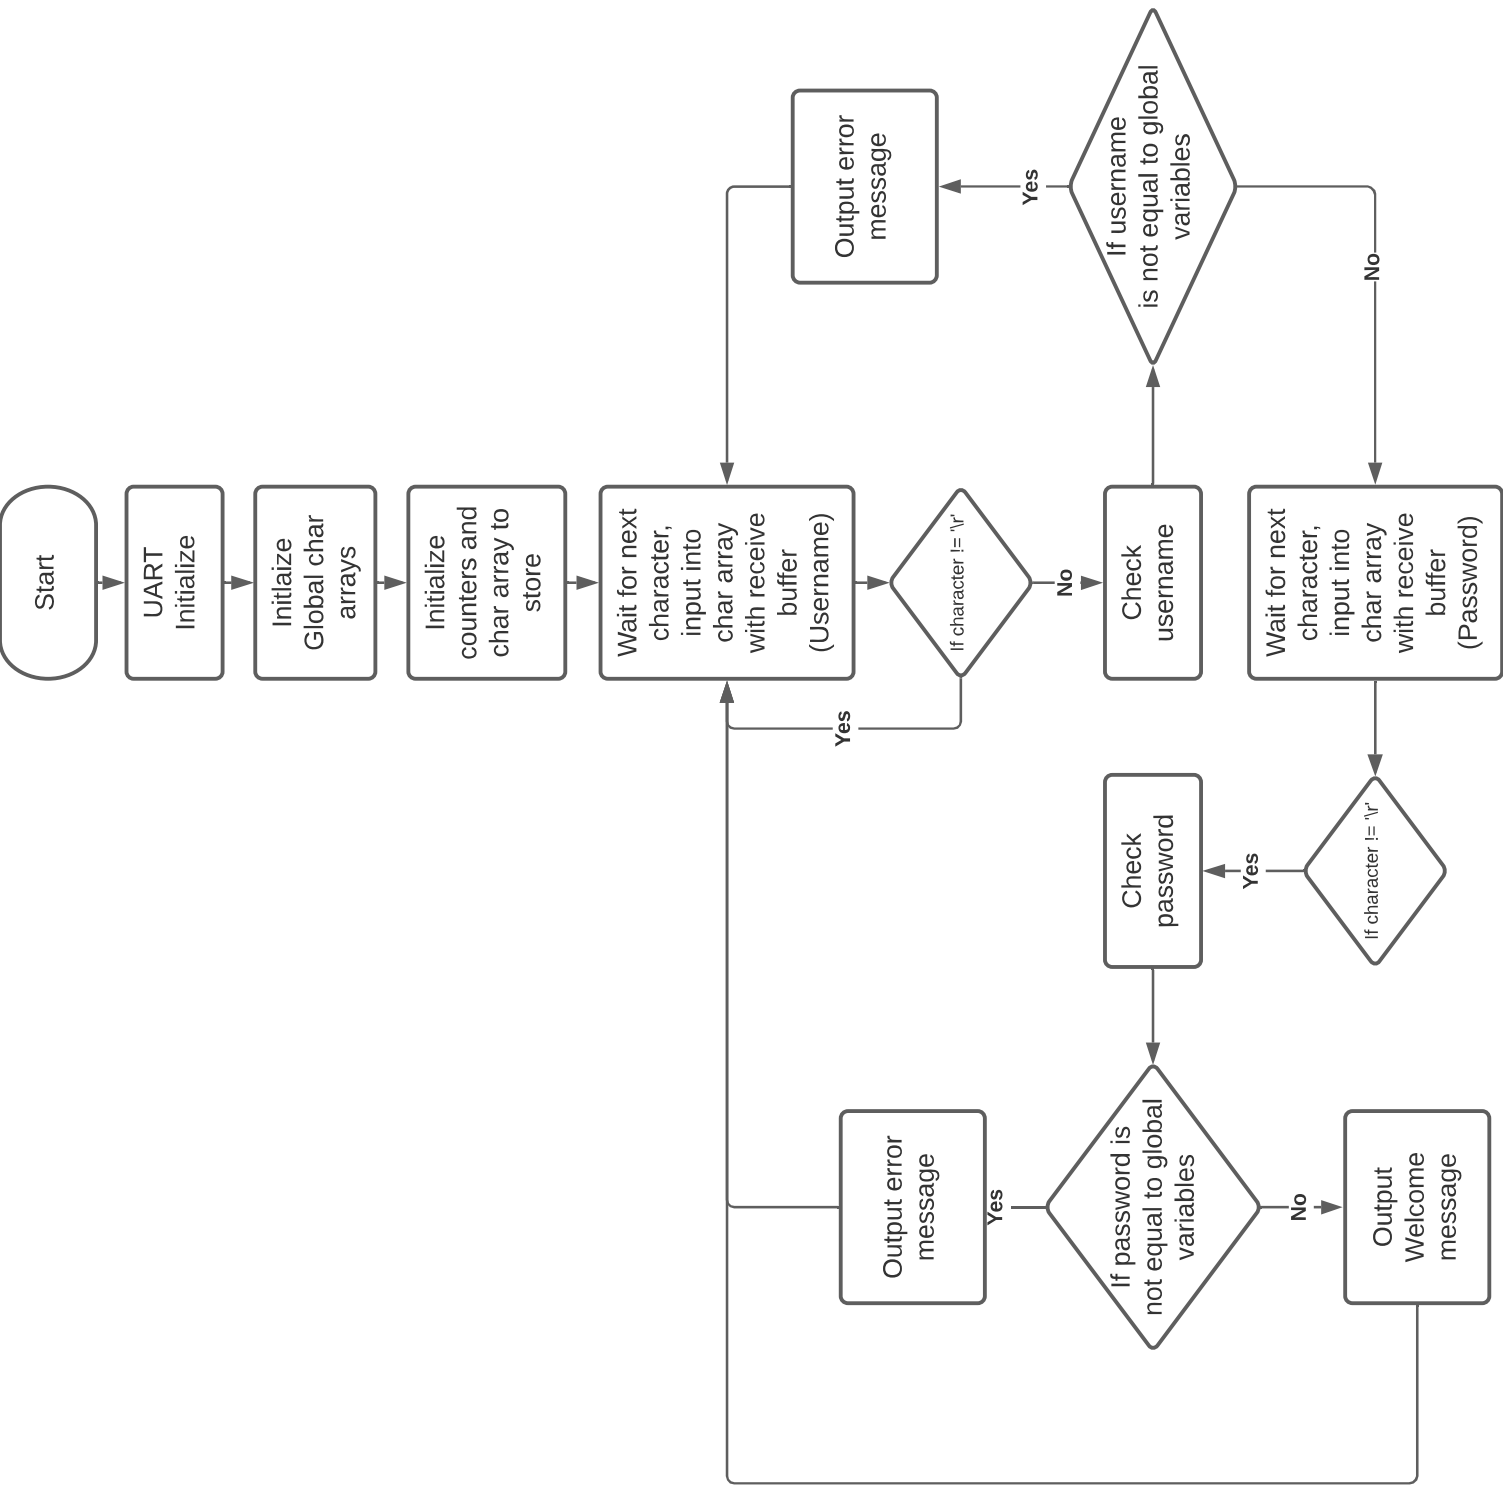 Start
UART
Initialize
Initlaize
Global char
arrays
Initialize
counters and
char array to
store
Wait for next
character,
input into
char array
with receive
buffer
(Username)
If character != '\r'
Yes
No
Check
username
If username
is not equal to global
variables
Yes
Output error
message
No
Wait for next
character,
input into
char array
with receive
buffer
(Password)
If character != '\r'
Yes
Check
password
If password is
not equal to global
variables
Yes
Output error
message
No
Output
Welcome
message